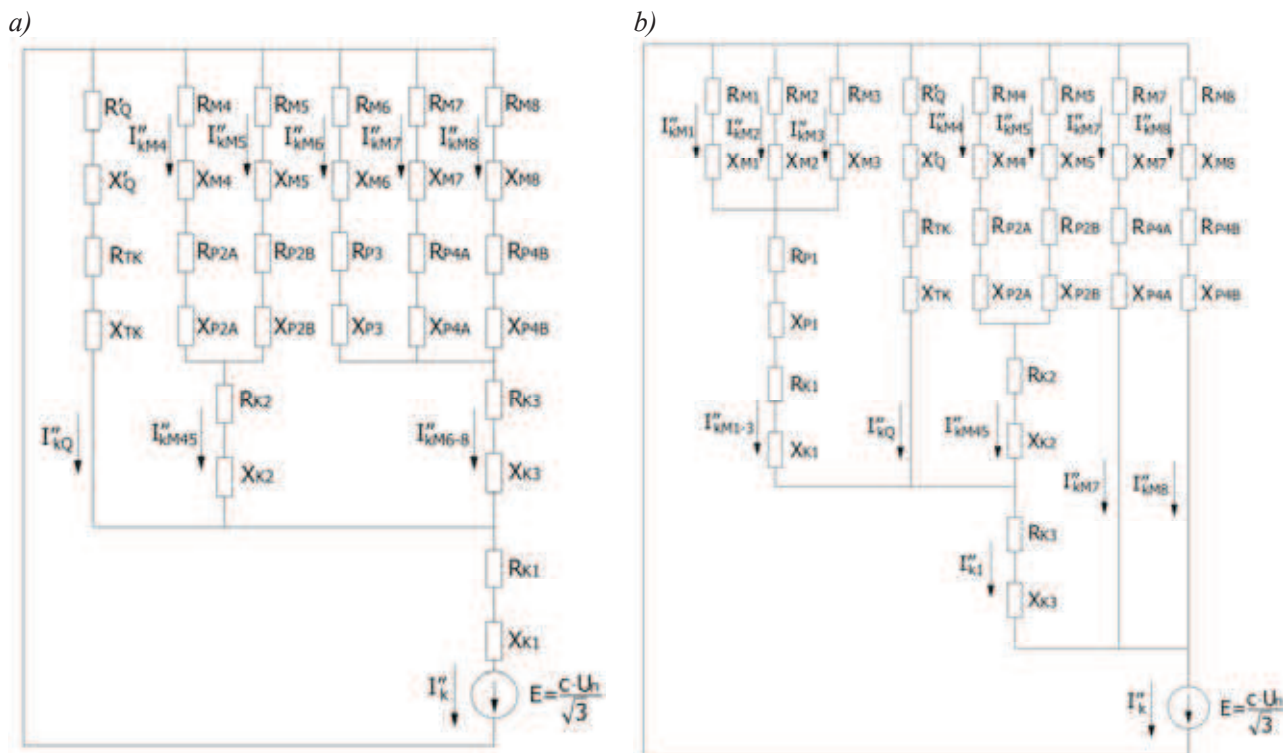 a)
R'Q RM4 RM5 RM6 RM7 RM8
I"kM4 I"kM5 I"kM6 I"kM7 I"kM8
X'Q XM4 XM5 XM6 XM7 XM8
RTK RP2A RP2B RP3 RP4A RP4B
XTK XP2A XP2B XP3 XP4A XP4B
RK2 RK3
I"kQ I"kM45 I"kM6-8
XK2 XK3
RK1
XK1
I"k E=c·Un/√3
b)
RM1 RM2 RM3 R'Q RM4 RM5 RM7 RM8
I"kM1 I"kM2 I"kM3 I"kM4 I"kM5 I"kM7 I"kM8
XM1 XM2 XM3 X'Q XM4 XM5 XM7 XM8
RTK RP2A RP2B RP4A RP4B
RP1
XTK XP2A XP2B XP4A XP4B
XP1
RK1 RK2
I"kM1-3 I"kQ I"kM45
XK1 XK2
I"kM7 I"kM8
RK3
I"k1
XK3
I"k E=c·Un/√3